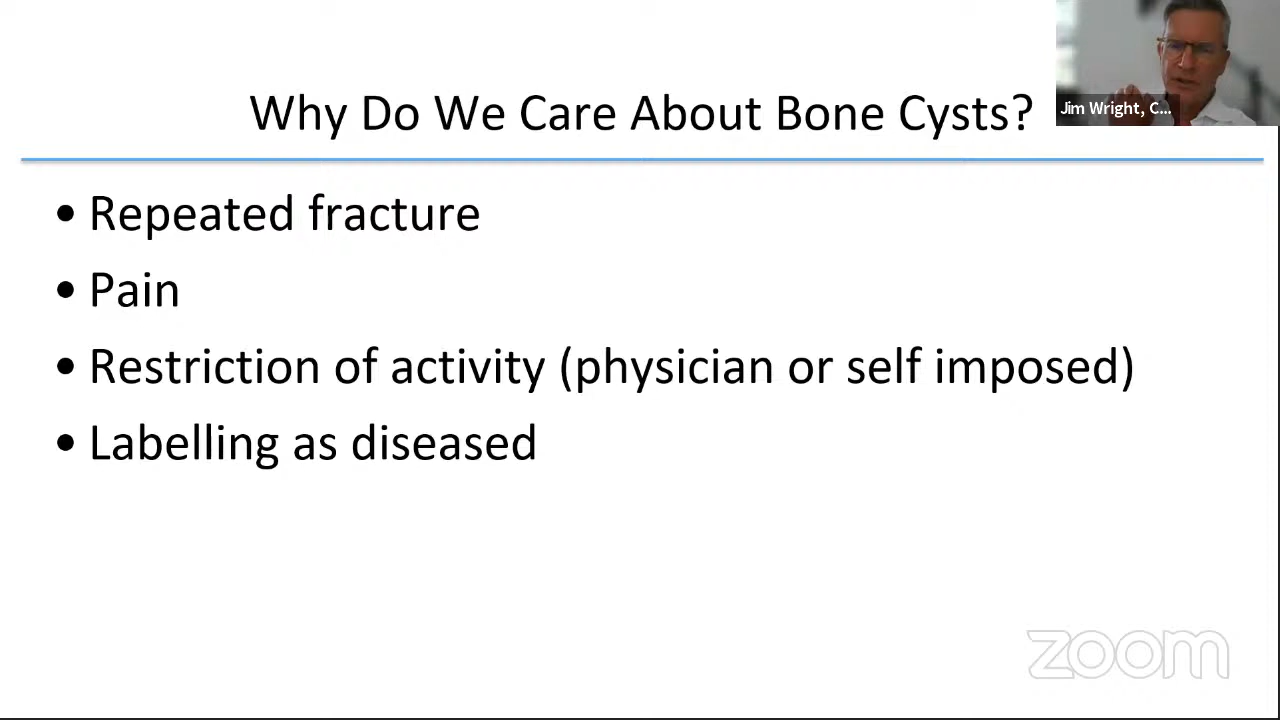 Why Do We Care About Bone Cysts?
Jim Wright, C...
• Repeated fracture
• Pain
• Restriction of activity (physician or self imposed)
• Labelling as diseased
zoom